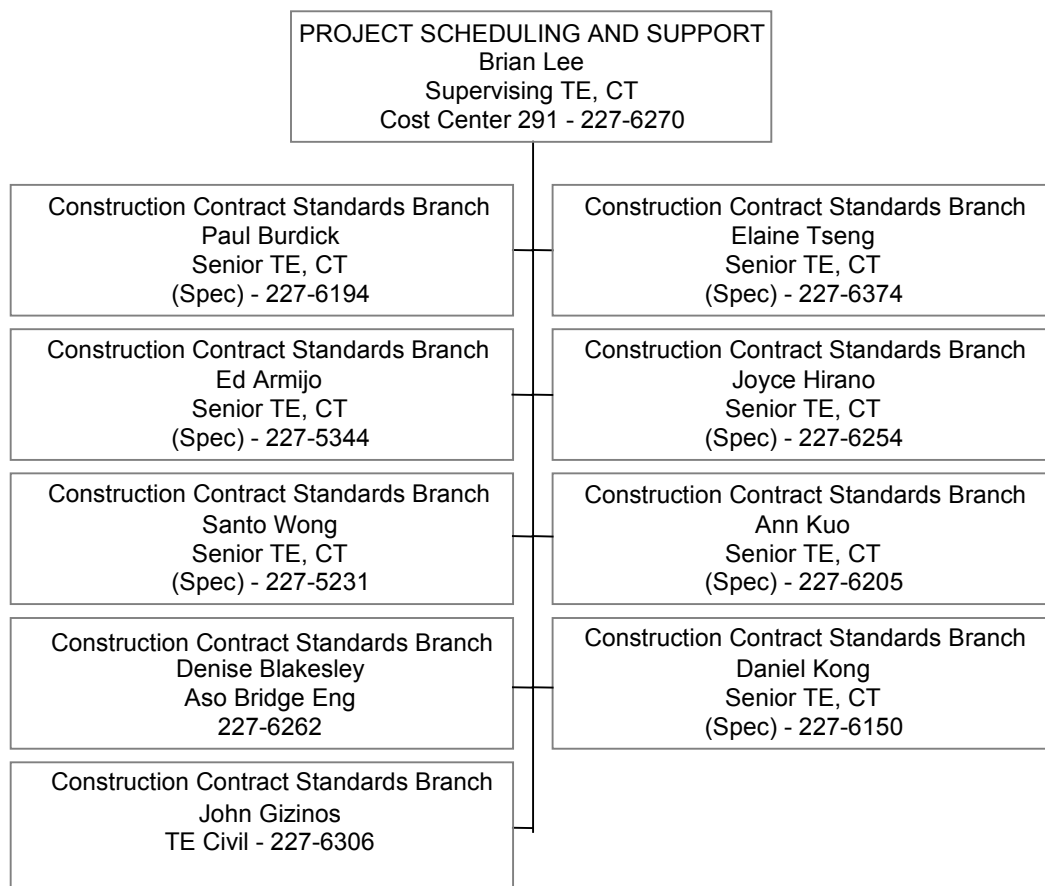 PROJECT SCHEDULING AND SUPPORT
Brian Lee
Supervising TE, CT
Cost Center 291 - 227-6270
Construction Contract Standards Branch
Paul Burdick
Senior TE, CT
(Spec) - 227-6194
Construction Contract Standards Branch
Elaine Tseng
Senior TE, CT
(Spec) - 227-6374
Construction Contract Standards Branch
Ed Armijo
Senior TE, CT
(Spec) - 227-5344
Construction Contract Standards Branch
Joyce Hirano
Senior TE, CT
(Spec) - 227-6254
Construction Contract Standards Branch
Santo Wong
Senior TE, CT
(Spec) - 227-5231
Construction Contract Standards Branch
Ann Kuo
Senior TE, CT
(Spec) - 227-6205
Construction Contract Standards Branch
Denise Blakesley
Aso Bridge Eng
227-6262
Construction Contract Standards Branch
Daniel Kong
Senior TE, CT
(Spec) - 227-6150
Construction Contract Standards Branch
John Gizinos
TE Civil - 227-6306